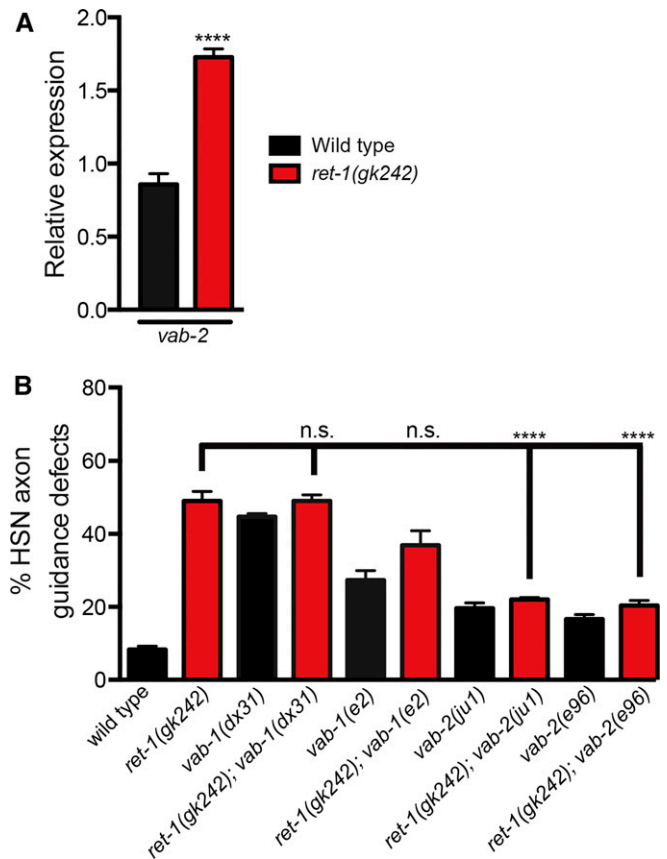 A
Relative expression
2.0
1.5
1.0
0.5
0.0
****
vab-2
Wild type
ret-1(gk242)
B
% HSN axon
guidance defects
80
60
40
20
0
n.s.
n.s.
****
****
wild type
ret-1(gk242)
vab-1(dx31)
ret-1(gk242); vab-1(dx31)
vab-1(e2)
ret-1(gk242); vab-1(e2)
vab-2(ju1)
ret-1(gk242); vab-2(ju1)
vab-2(e96)
ret-1(gk242); vab-2(e96)